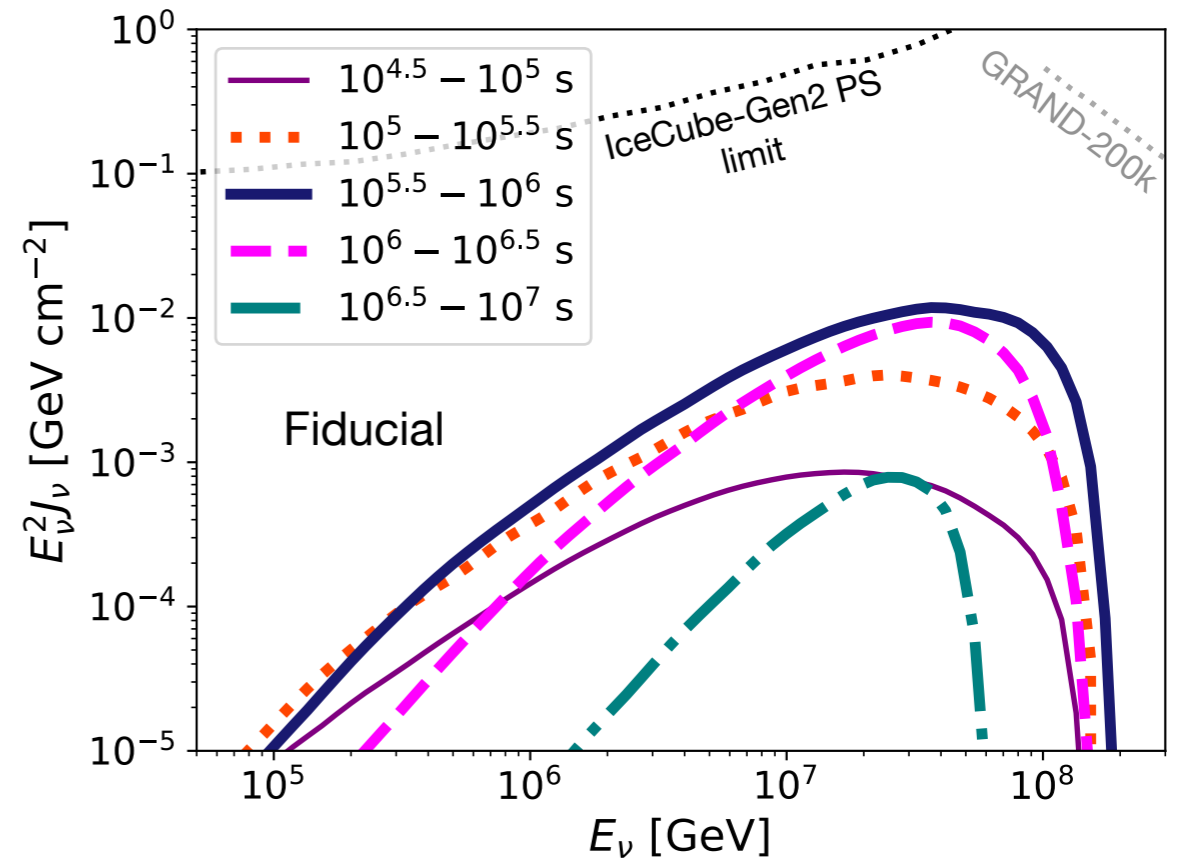 10^0
10^-1
10^-2
10^-3
10^-4
10^-5
E_ν^2 J_ν [GeV cm^-2]
10^4.5 − 10^5 s
10^5 − 10^5.5 s
10^5.5 − 10^6 s
10^6 − 10^6.5 s
10^6.5 − 10^7 s
IceCube-Gen2 PS
limit
GRAND-200k
Fiducial
10^5
10^6
10^7
10^8
E_ν [GeV]